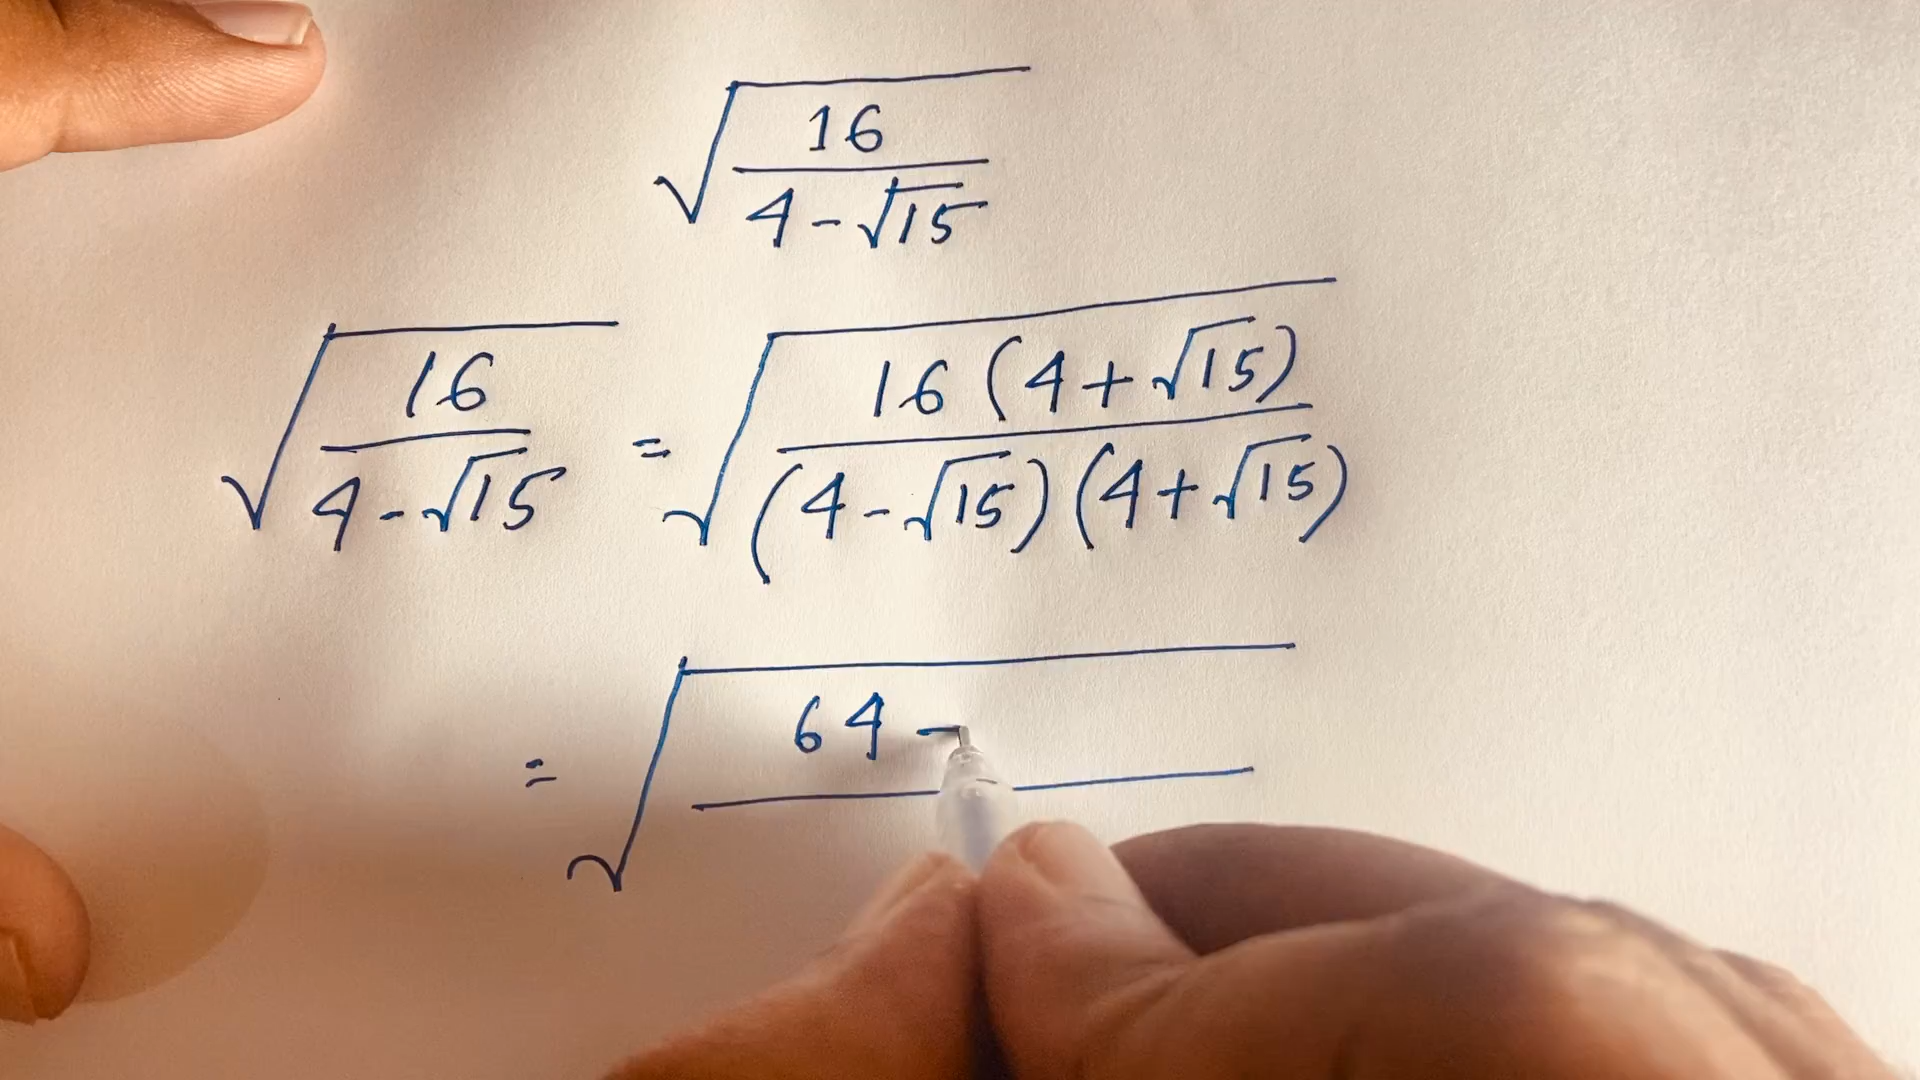 √(16/(4-√15))
√(16/(4-√15)) = √(16(4+√15)/((4-√15)(4+√15)))
= √(64 -